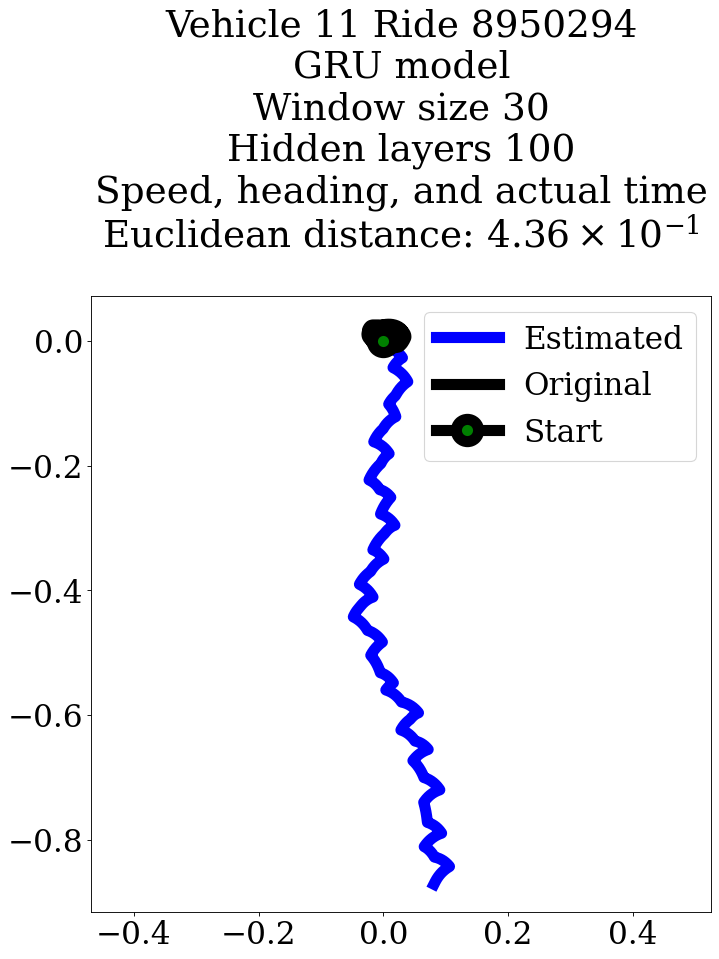 Vehicle 11 Ride 8950294
GRU model
Window size 30
Hidden layers 100
Speed, heading, and actual time
Euclidean distance: 4.36 × 10⁻¹
Estimated
Original
Start
0.0
−0.2
−0.4
−0.6
−0.8
−0.4 −0.2 0.0 0.2 0.4